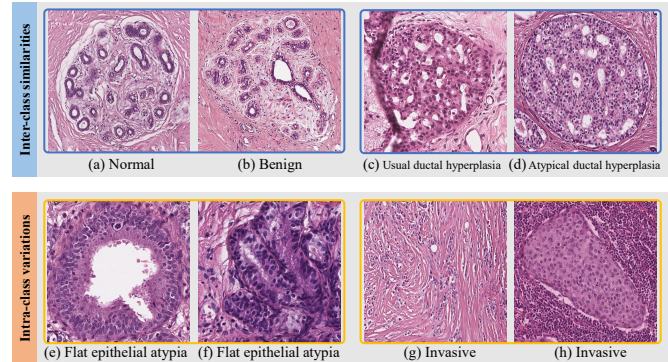 Inter-class similarities
(a) Normal
(b) Benign
(c) Usual ductal hyperplasia
(d) Atypical ductal hyperplasia
Intra-class variations
(e) Flat epithelial atypia
(f) Flat epithelial atypia
(g) Invasive
(h) Invasive